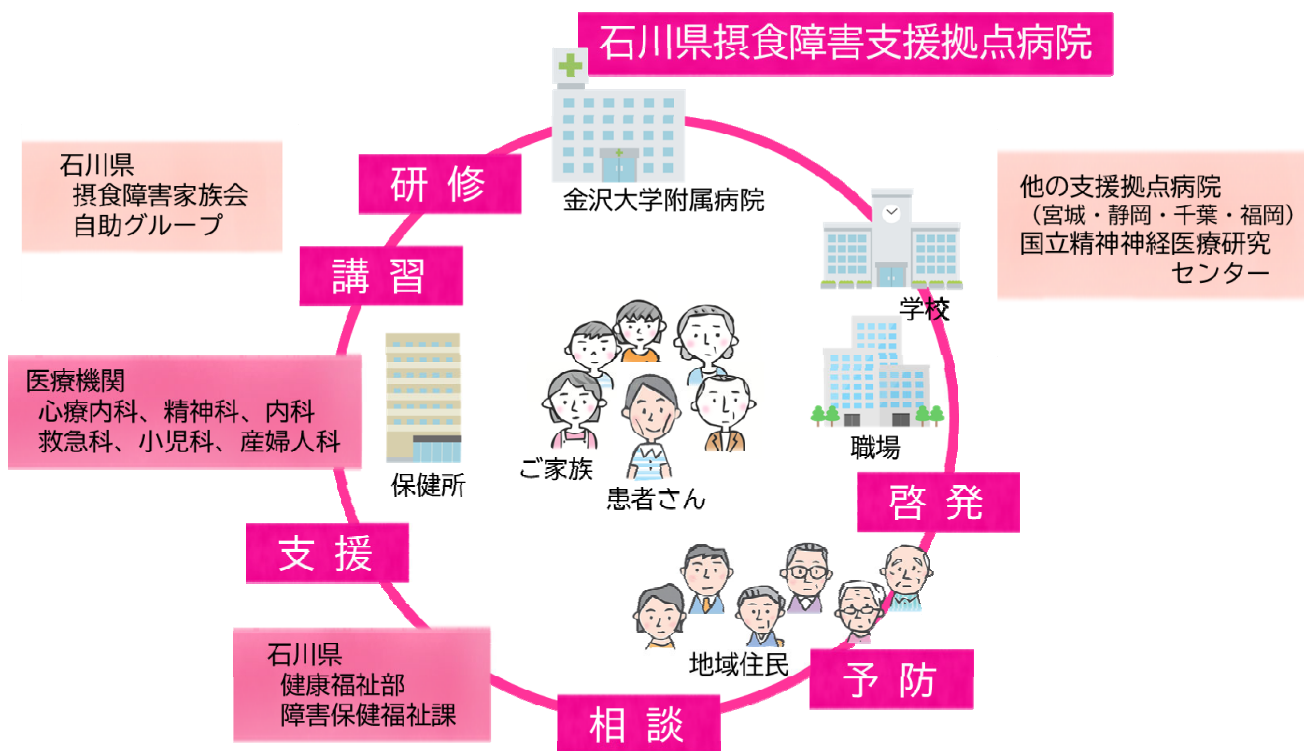 石川県摂食障害支援拠点病院
金沢大学附属病院
研修
講習
石川県
摂食障害家族会
自助グループ
他の支援拠点病院
（宮城・静岡・千葉・福岡）
国立精神神経医療研究
センター
学校
医療機関
心療内科、精神科、内科
救急科、小児科、産婦人科
保健所
ご家族
患者さん
職場
啓発
支援
地域住民
予防
石川県
健康福祉部
障害保健福祉課
相談